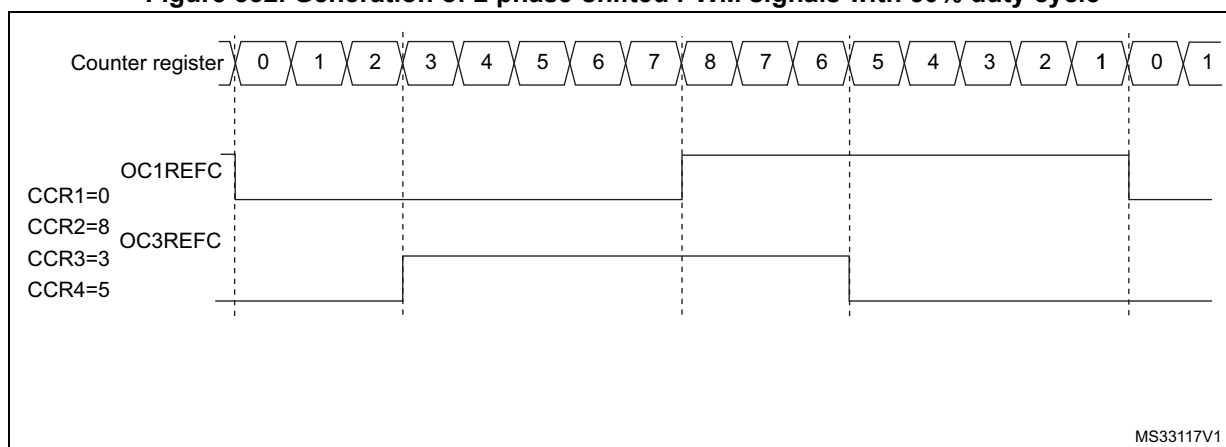 Figure Generation of 2 phase-shifted PWM signals with 50% duty cycle
Counter register 0 1 2 3 4 5 6 7 8 7 6 5 4 3 2 1 0 1
OC1REFC
CCR1=0
CCR2=8
OC3REFC
CCR3=3
CCR4=5
MS33117V1